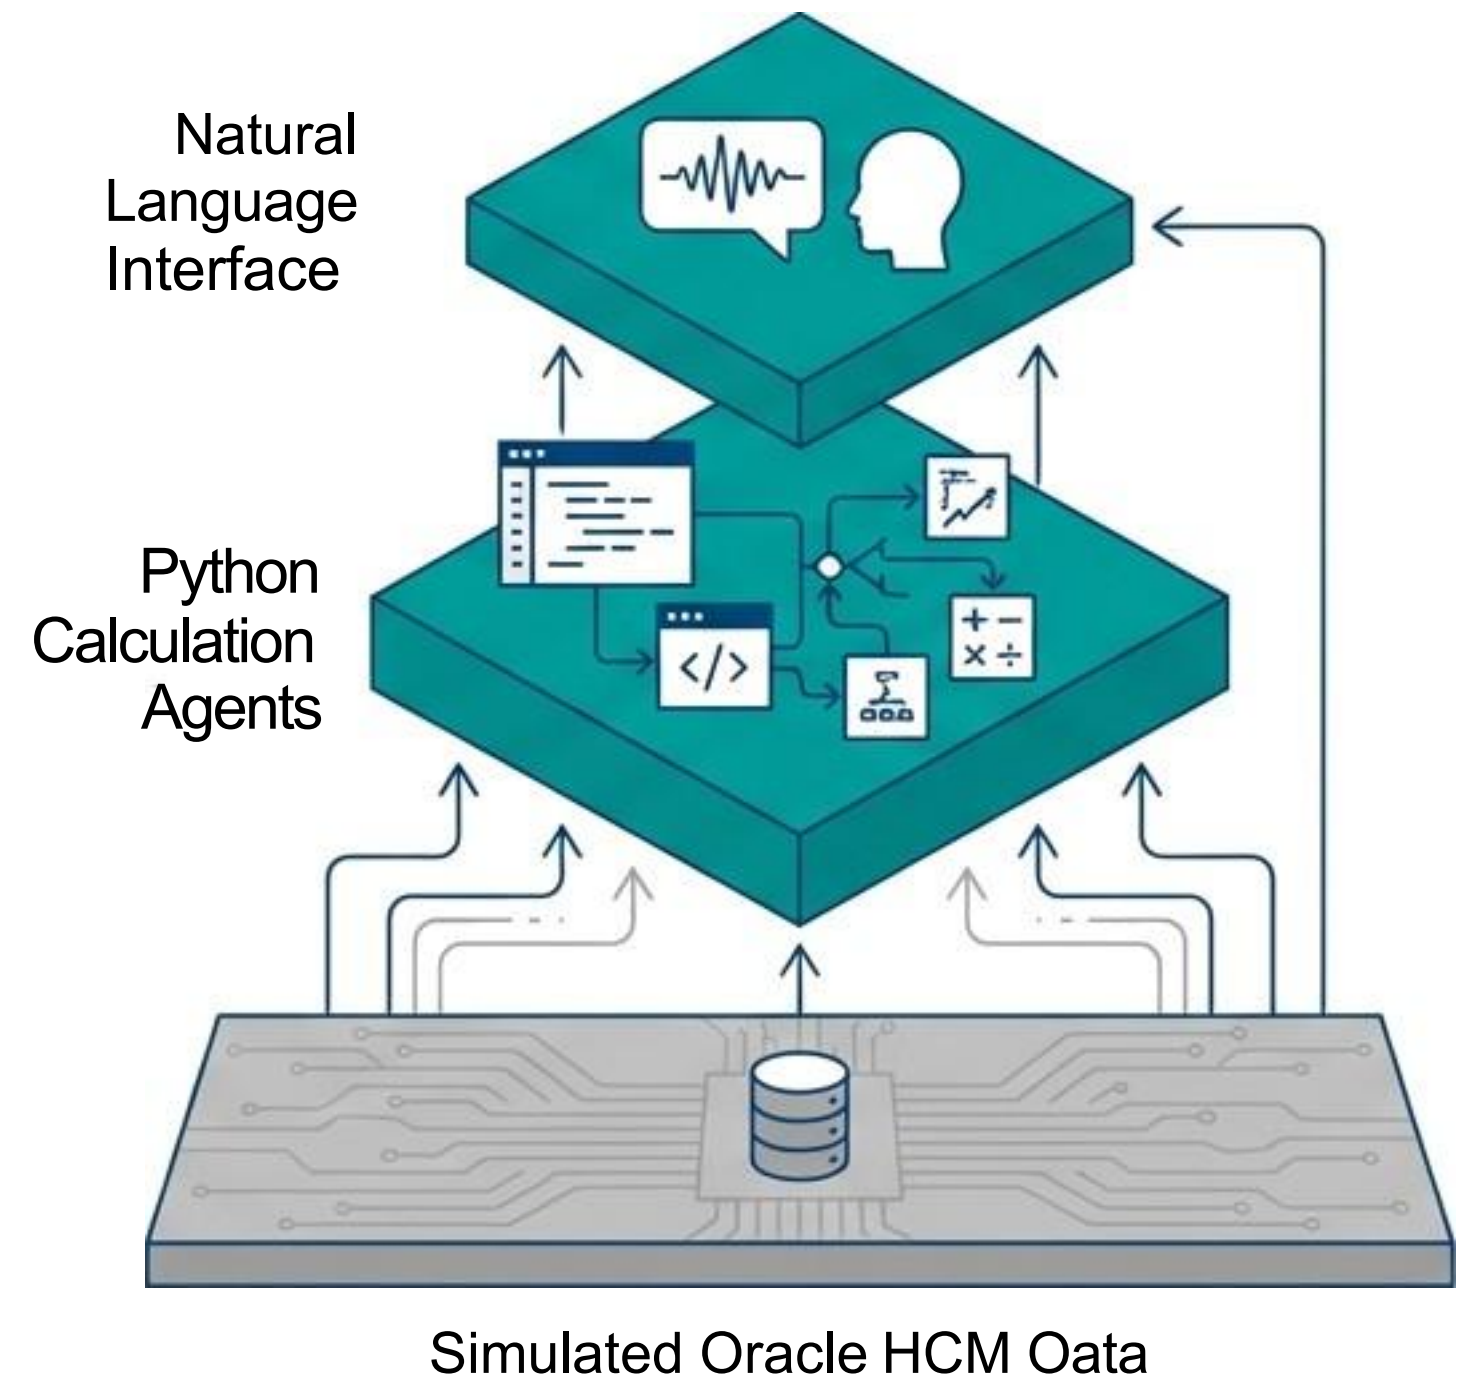 Natural
Language
Interface
Python
Calculation
Agents
</>
+ −
× ÷
Simulated Oracle HCM Oata